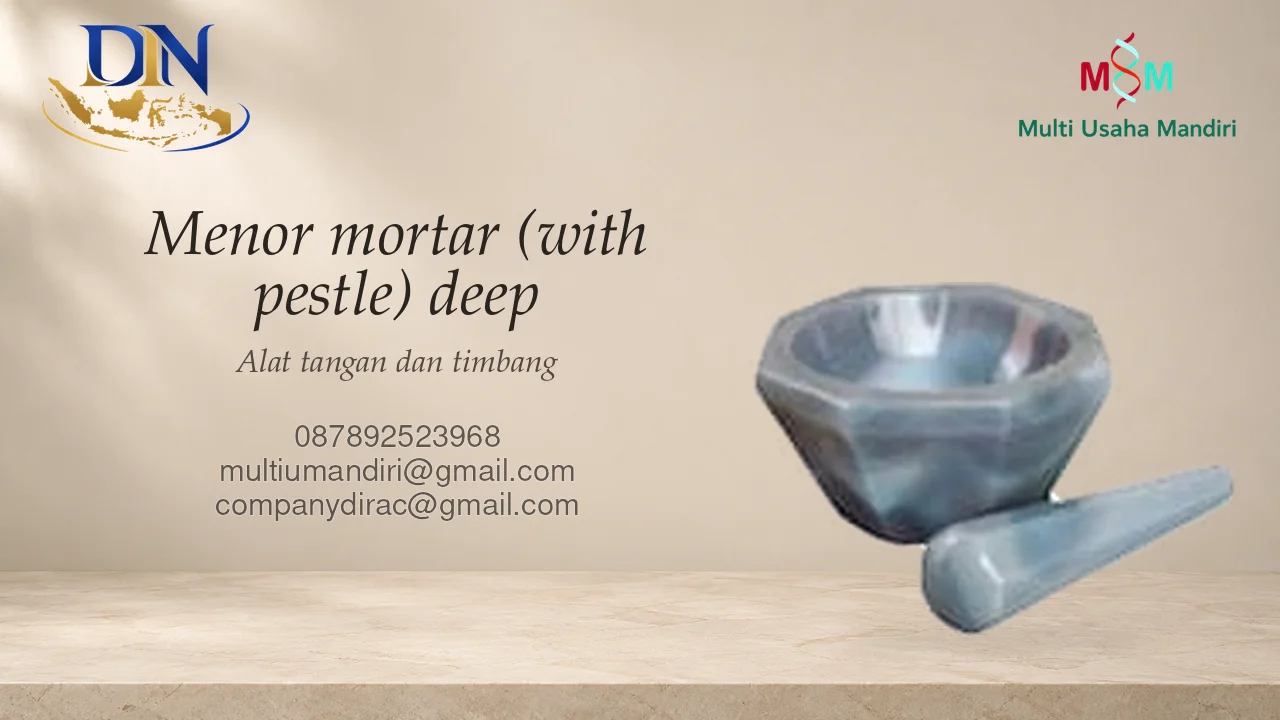 DIN
MSM
Multi Usaha Mandiri
Menor mortar (with
pestle) deep
Alat tangan dan timbang
087892523968
multiumandiri@gmail.com
companydirac@gmail.com